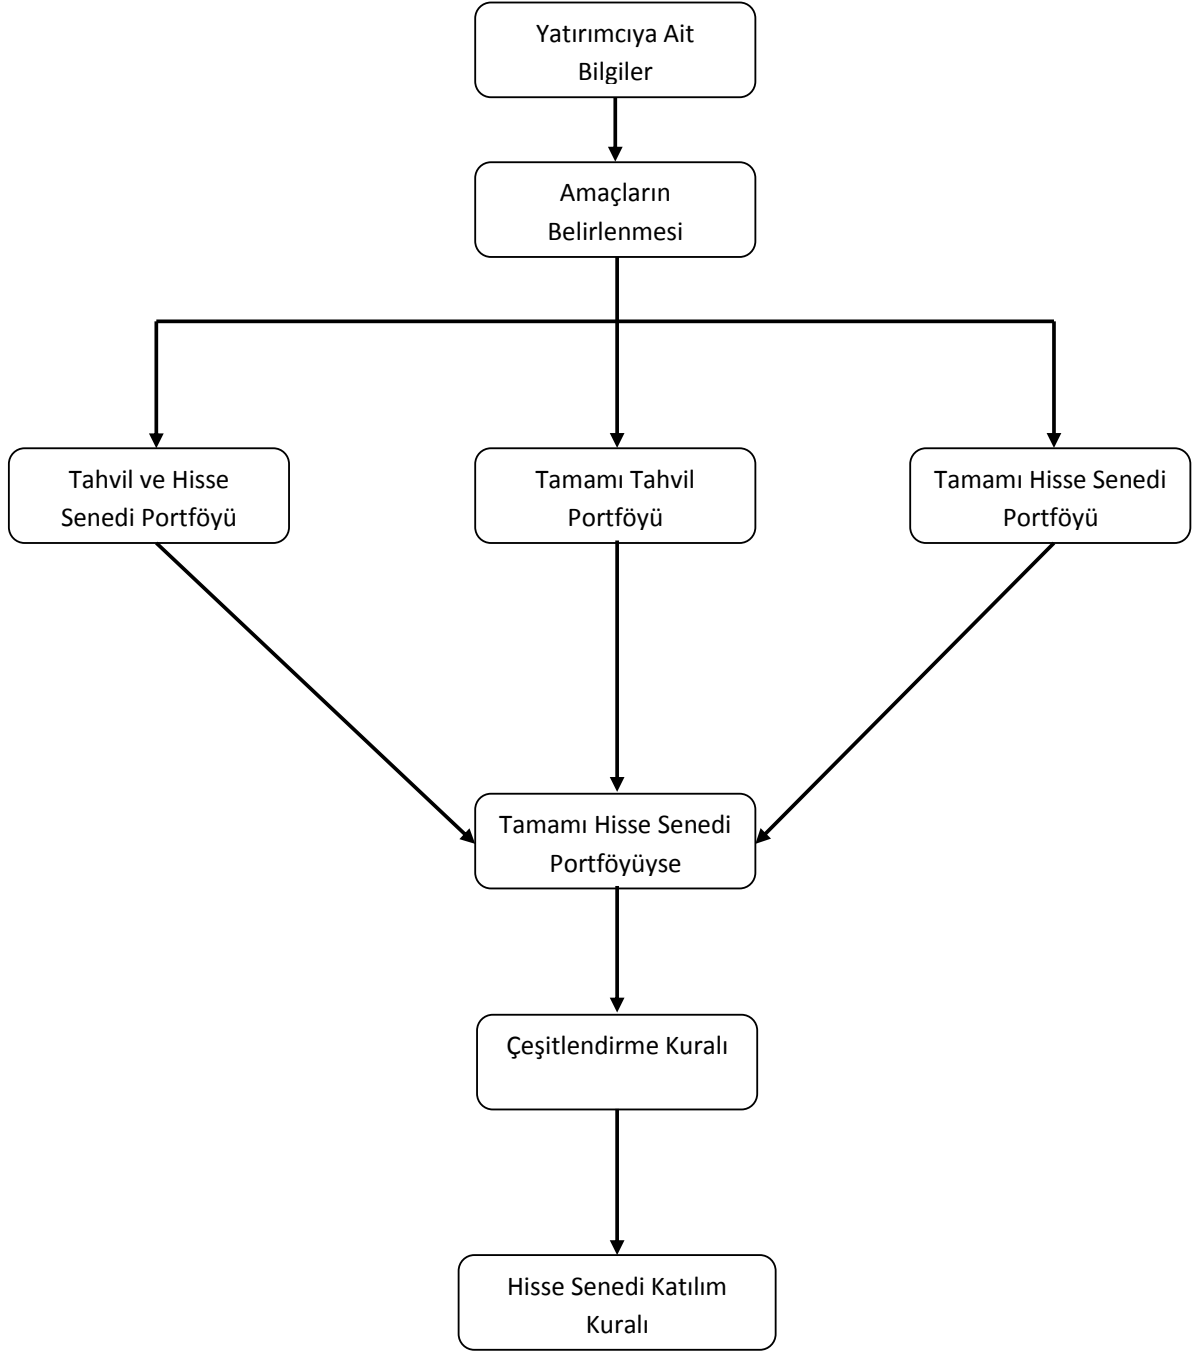 Yatırımcıya Ait
Bilgiler
Amaçların
Belirlenmesi
Tahvil ve Hisse
Senedi Portföyü
Tamamı Tahvil
Portföyü
Tamamı Hisse Senedi
Portföyü
Tamamı Hisse Senedi
Portföyüyse
Çeşitlendirme Kuralı
Hisse Senedi Katılım
Kuralı